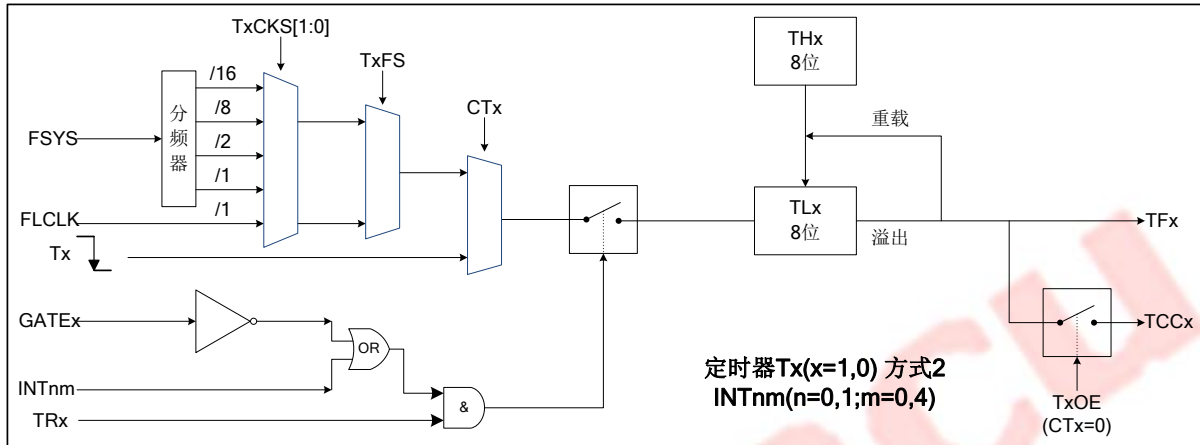 TxCKS[1:0]
TxFS
CTx
THx
8位
/16
/8
/2
/1
/1
分
频
器
FSYS
FLCLK
Tx
重载
TLx
8位
溢出
TFx
GATEx
OR
INTnm
TRx
&
TCCx
定时器Tx(x=1,0) 方式2
INTnm(n=0,1;m=0,4)
TxOE
(CTx=0)